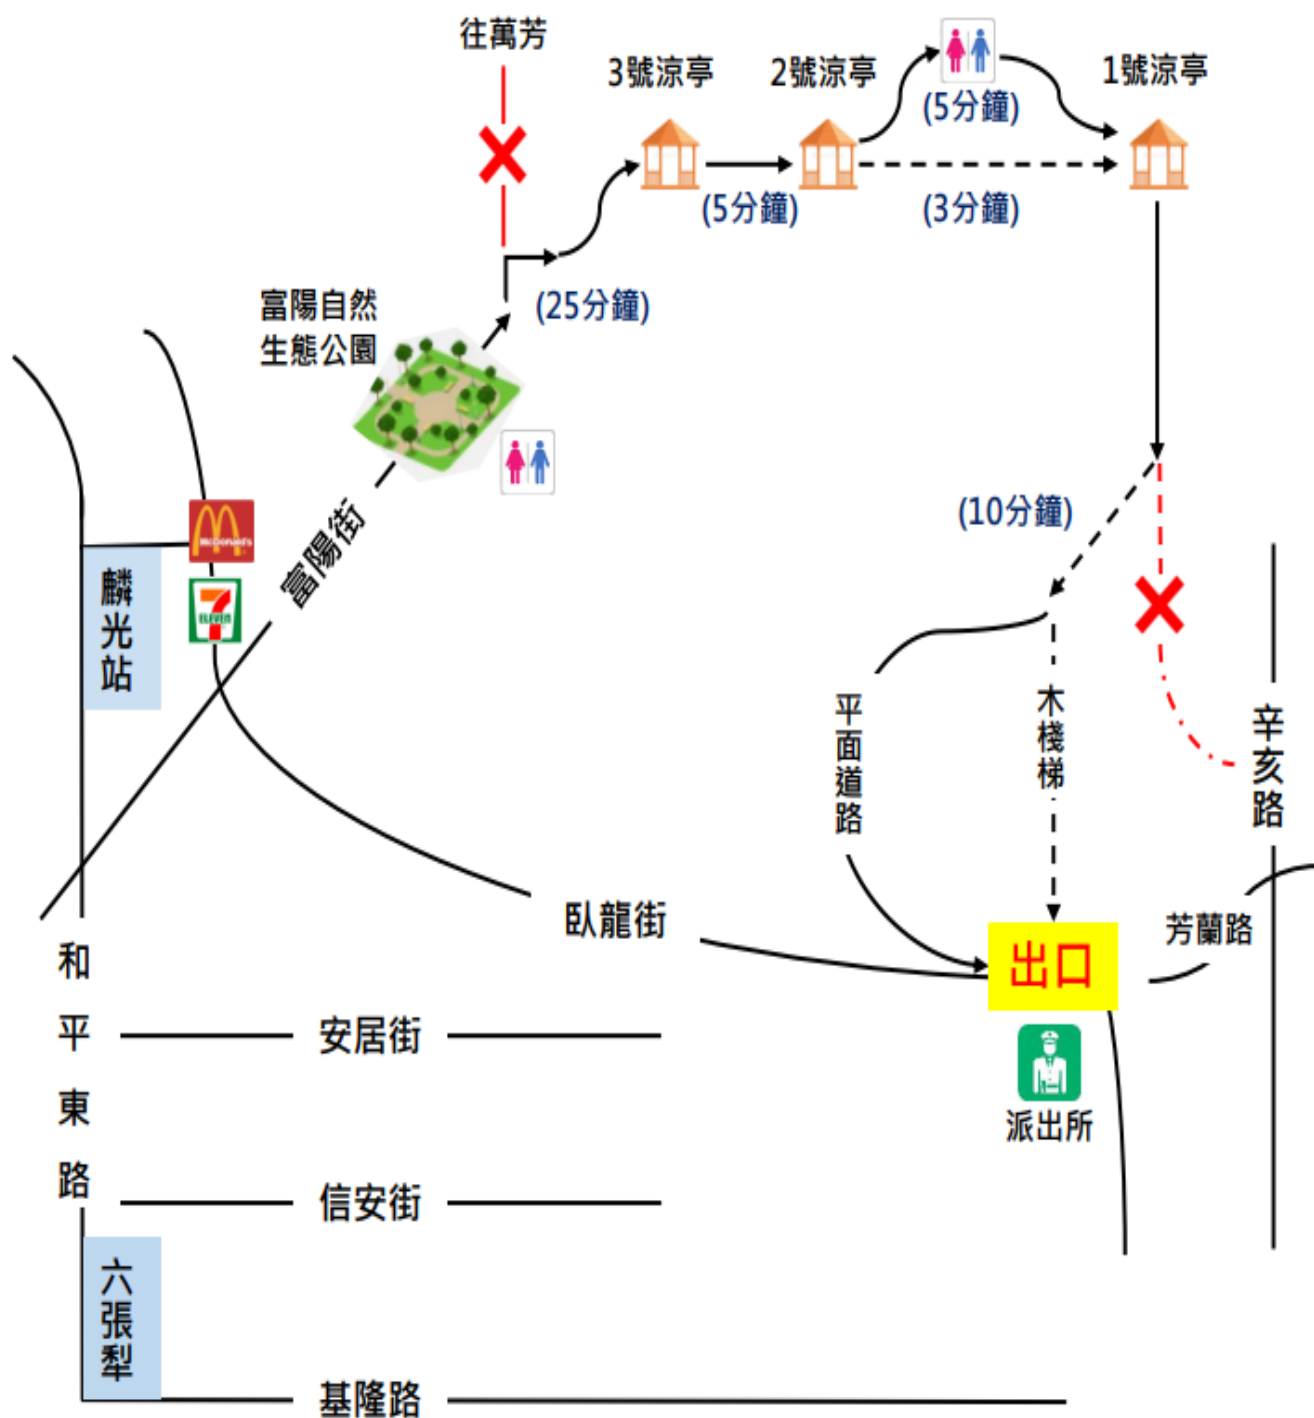 往萬芳
3號涼亭
2號涼亭
1號涼亭
(5分鐘)
(5分鐘)
(3分鐘)
富陽自然
生態公園
(25分鐘)
McDonald's
7
ELEVEN
富陽街
麟光站
(10分鐘)
平面道路
木棧梯
辛亥路
臥龍街
芳蘭路
出口
派出所
和平東路
安居街
信安街
六張犁
基隆路